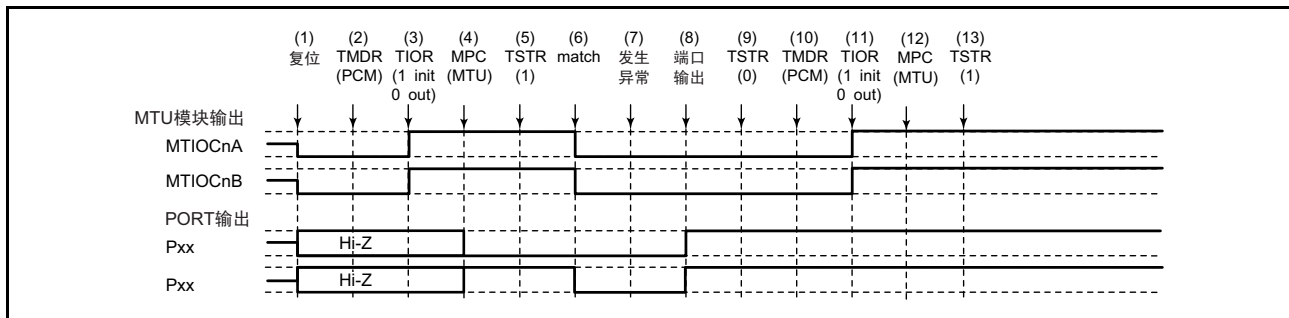 (1) (2) (3) (4) (5) (6) (7) (8) (9) (10) (11) (12) (13)
复位 TMDR TIOR MPC TSTR match 发生 端口 TSTR TMDR TIOR MPC TSTR
(PCM) (1 init (MTU) (1) 异常 输出 (0) (PCM) (1 init (MTU) (1)
0 out) 0 out)
MTU模块输出
MTIOCnA
MTIOCnB
PORT输出
Pxx Hi-Z
Pxx Hi-Z